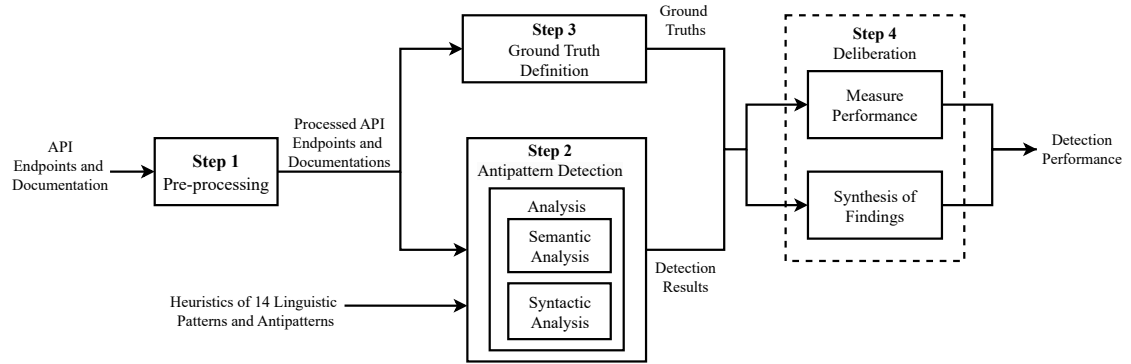 API
Endpoints and
Documentation
Step 1
Pre-processing
Processed API
Endpoints and
Documentations
Step 3
Ground Truth
Definition
Ground
Truths
Step 2
Antipattern Detection
Analysis
Semantic
Analysis
Syntactic
Analysis
Heuristics of 14 Linguistic
Patterns and Antipatterns
Detection
Results
Step 4
Deliberation
Measure
Performance
Synthesis of
Findings
Detection
Performance